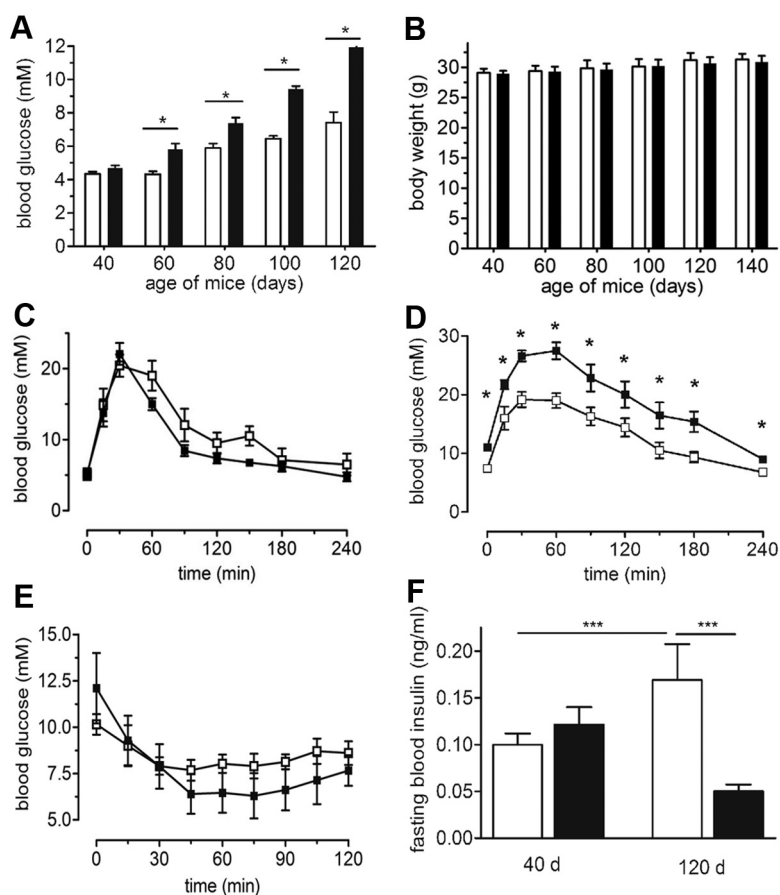 A
blood glucose (mM)
12
10
8
6
4
2
0
*
*
*
*
40 60 80 100 120
age of mice (days)
B
body weight (g)
30
25
20
15
10
5
0
40 60 80 100 120 140
age of mice (days)
C
blood glucose (mM)
20
10
0
0 60 120 180 240
time (min)
D
blood glucose (mM)
30
20
10
0
* * * * * * * * *
0 60 120 180 240
time (min)
E
blood glucose (mM)
15.0
12.5
10.0
7.5
5.0
0 30 60 90 120
time (min)
F
fasting blood insulin (ng/ml)
0.20
0.15
0.10
0.05
0.00
*** ***
40 d 120 d